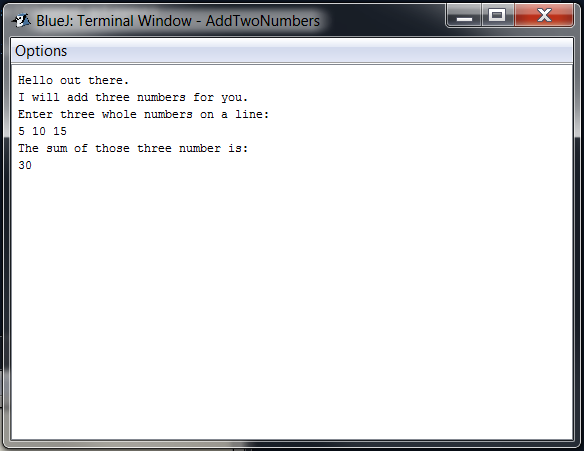 BlueJ: Terminal Window - AddTwoNumbers
Options
Hello out there.
I will add three numbers for you.
Enter three whole numbers on a line:
5 10 15
The sum of those three number is:
30